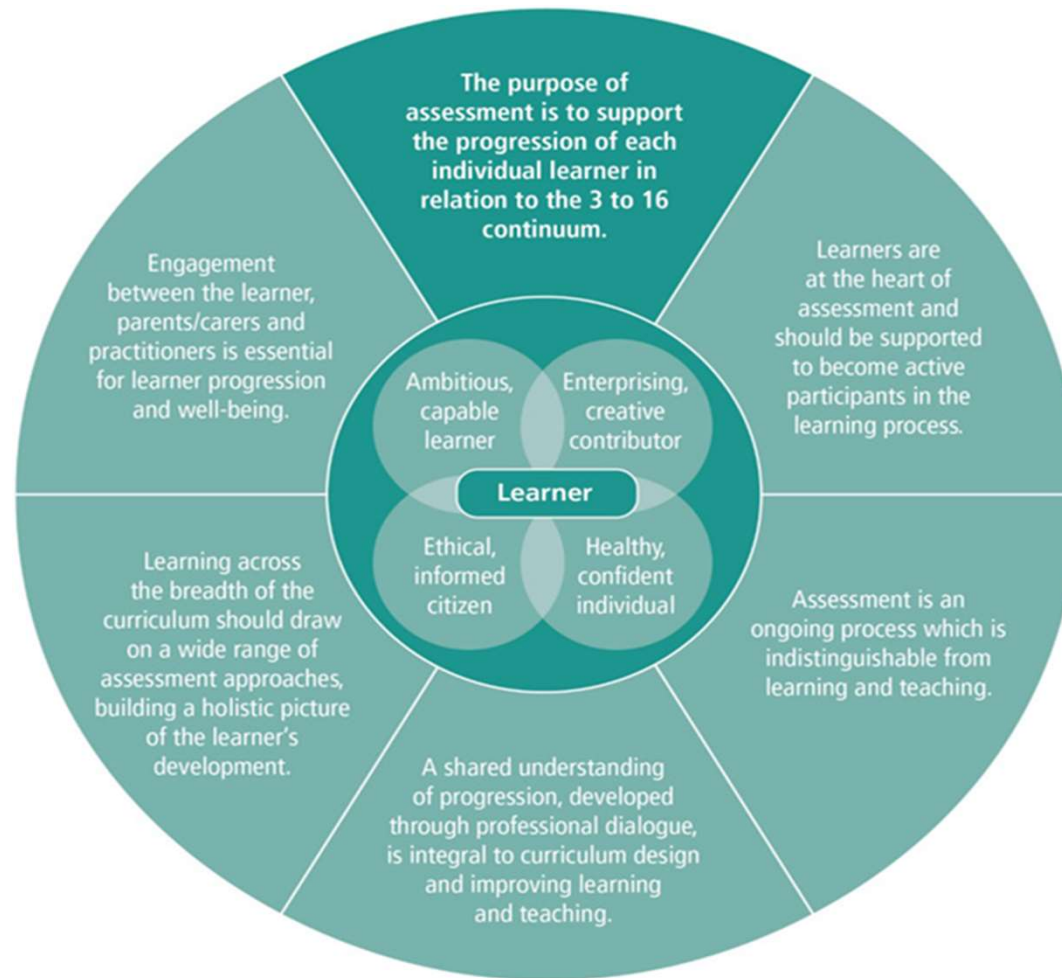 The purpose of
assessment is to support
the progression of each
individual learner in
relation to the 3 to 16
continuum.
Learners are
at the heart of
assessment and
should be supported
to become active
participants in the
learning process.
Assessment is an
ongoing process which is
indistinguishable from
learning and teaching.
A shared understanding
of progression, developed
through professional dialogue,
is integral to curriculum design
and improving learning
and teaching.
Learning across
the breadth of the
curriculum should draw
on a wide range of
assessment approaches,
building a holistic picture
of the learner's
development.
Engagement
between the learner,
parents/carers and
practitioners is essential
for learner progression
and well-being.
Ambitious,
capable
learner
Enterprising,
creative
contributor
Learner
Ethical,
informed
citizen
Healthy,
confident
individual